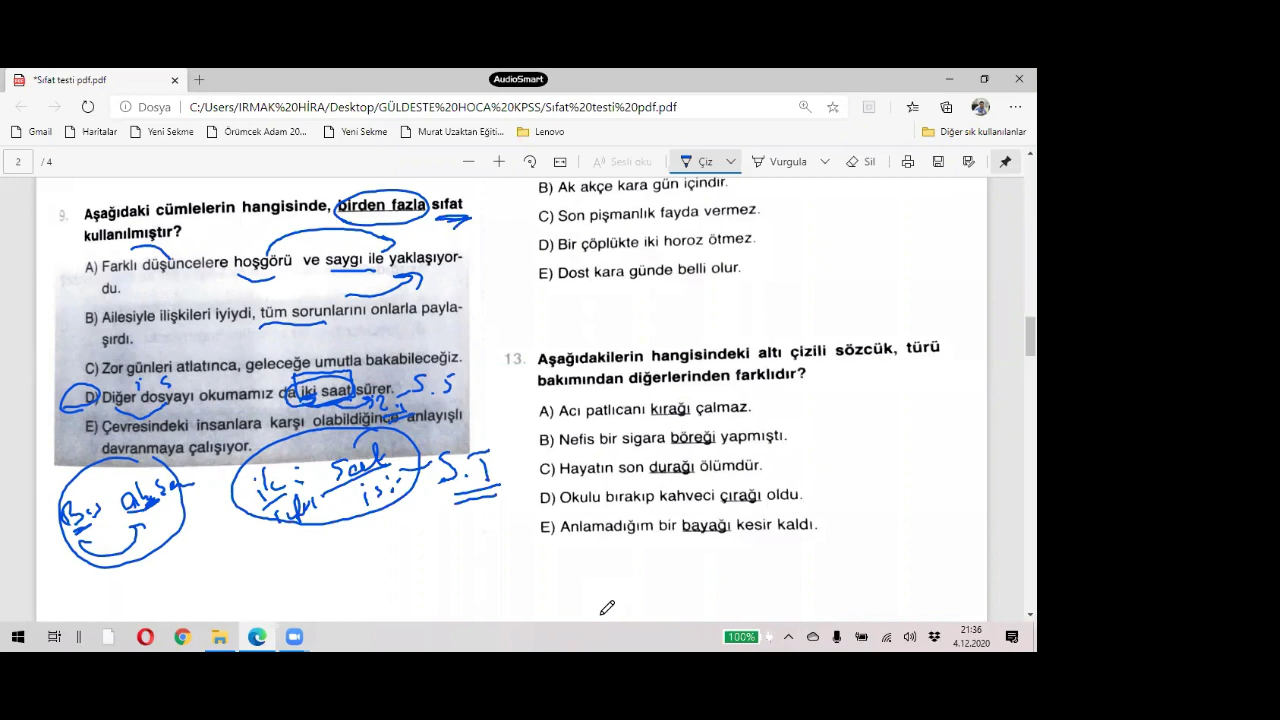 AudioSmart
*Sıfat testi pdf.pdf
Dosya
C:/Users/IRMAK%20HİRA/Desktop/GÜLDESTE%20HOCA%20KPSS/Sıfat%20testi%20pdf.pdf
Gmail
Haritalar
Yeni Sekme
Örümcek Adam 20...
Yeni Sekme
Murat Uzaktan Eğiti...
Lenovo
Diğer sık kullanılanlar
2 / 4
Sesli oku
Çiz
Vurgula
Sil
9. Aşağıdaki cümlelerin hangisinde, birden fazla sıfat
kullanılmıştır?
A) Farklı düşüncelere hoşgörü ve saygı ile yaklaşıyor-
du.
B) Ailesiyle ilişkileri iyiydi, tüm sorunlarını onlarla payla-
şırdı.
C) Zor günleri atlatınca, geleceğe umutla bakabileceğiz.
D) Diğer dosyayı okumamız da iki saat sürer.
S.S
E) Çevresindeki insanlara karşı olabildiğince anlayışlı
davranmaya çalışıyor.
iki saat
S.T
B) Ak akçe kara gün içindir.
C) Son pişmanlık fayda vermez.
D) Bir çöplükte iki horoz ötmez.
E) Dost kara günde belli olur.
13. Aşağıdakilerin hangisindeki altı çizili sözcük, türü
bakımından diğerlerinden farklıdır?
A) Acı patlıcanı kırağı çalmaz.
B) Nefis bir sigara böreği yapmıştı.
C) Hayatın son durağı ölümdür.
D) Okulu bırakıp kahveci çırağı oldu.
E) Anlamadığım bir bayağı kesir kaldı.
100%
21:36
4.12.2020